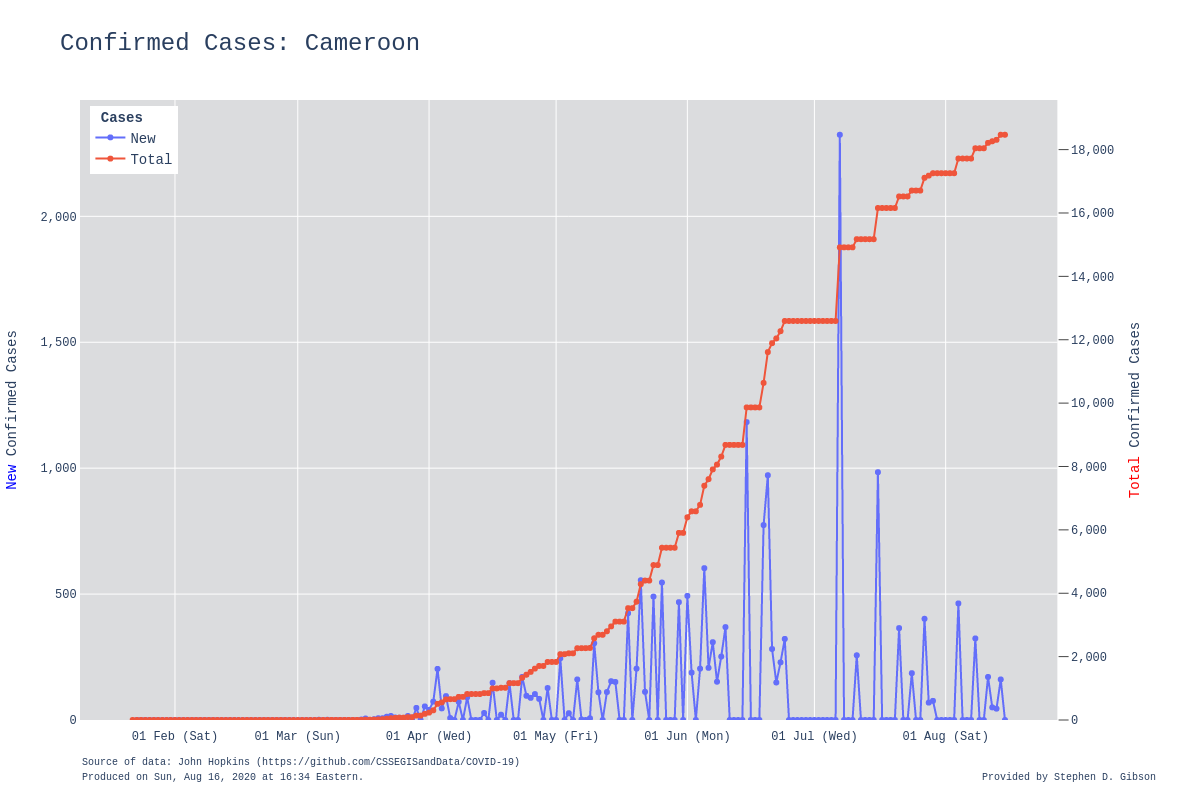 Confirmed Cases: Cameroon
Cases
New
Total
2,000
1,500
1,000
500
0
New Confirmed Cases
18,000
16,000
14,000
12,000
10,000
8,000
6,000
4,000
2,000
0
Total Confirmed Cases
01 Feb (Sat) 01 Mar (Sun) 01 Apr (Wed) 01 May (Fri) 01 Jun (Mon) 01 Jul (Wed) 01 Aug (Sat)
Source of data: John Hopkins (https://github.com/CSSEGISandData/COVID-19)
Produced on Sun, Aug 16, 2020 at 16:34 Eastern.
Provided by Stephen D. Gibson